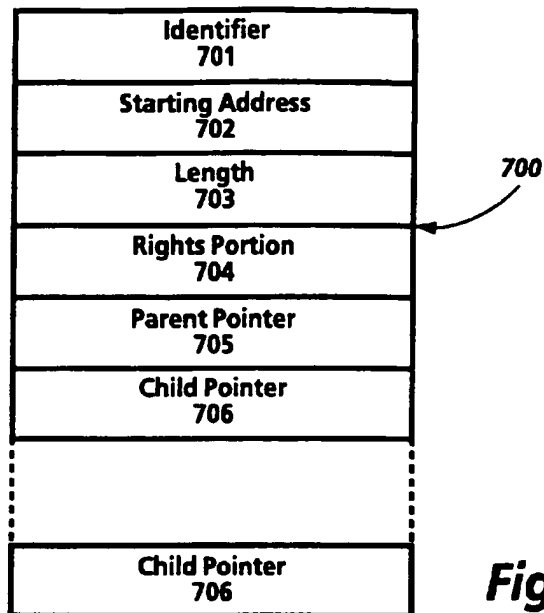 Identifier
701
Starting Address
702
Length
703
700
Rights Portion
704
Parent Pointer
705
Child Pointer
706
Child Pointer
706
Fig